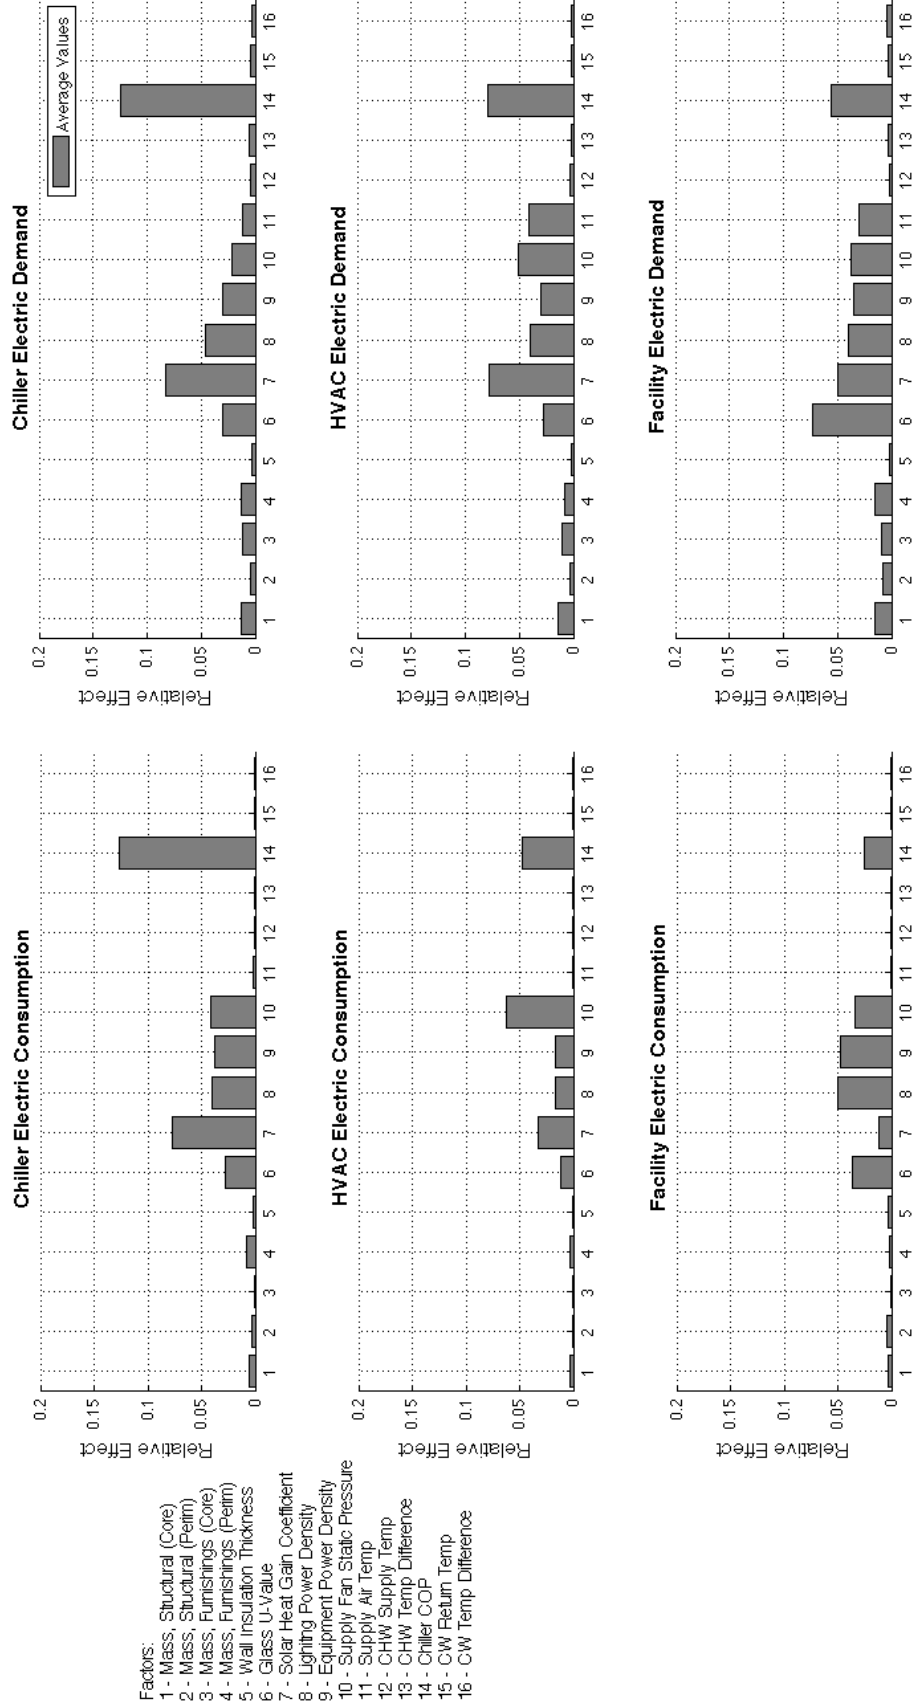 Factors:
1 - Mass, Structural (Core)
2 - Mass, Structural (Perim)
3 - Mass, Furnishings (Core)
4 - Mass, Furnishings (Perim)
5 - Wall Insulation Thickness
6 - Glass U-Value
7 - Solar Heat Gain Coefficient
8 - Lighitng Power Density
9 - Equipment Power Density
10 - Supply Fan Static Pressure
11 - Supply Air Temp
12 - CHW Supply Temp
13 - CHW Temp Difference
14 - Chiller COP
15 - CW Return Temp
16 - CW Temp Difference
Chiller Electric Consumption
Relative Effect
0.2
0.15
0.1
0.05
0
1 2 3 4 5 6 7 8 9 10 11 12 13 14 15 16
Chiller Electric Demand
Average Values
Relative Effect
0.2
0.15
0.1
0.05
0
1 2 3 4 5 6 7 8 9 10 11 12 13 14 15 16
HVAC Electric Consumption
Relative Effect
0.2
0.15
0.1
0.05
0
1 2 3 4 5 6 7 8 9 10 11 12 13 14 15 16
HVAC Electric Demand
Relative Effect
0.2
0.15
0.1
0.05
0
1 2 3 4 5 6 7 8 9 10 11 12 13 14 15 16
Facility Electric Consumption
Relative Effect
0.2
0.15
0.1
0.05
0
1 2 3 4 5 6 7 8 9 10 11 12 13 14 15 16
Facility Electric Demand
Relative Effect
0.2
0.15
0.1
0.05
0
1 2 3 4 5 6 7 8 9 10 11 12 13 14 15 16